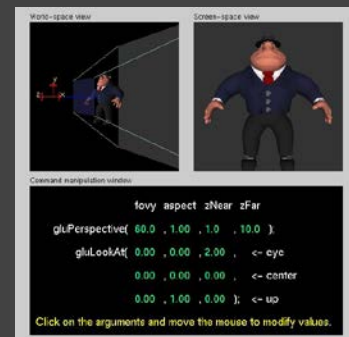 World-space view
Screen-space view
Command manipulation window
fovy aspect zNear zFar
gluPerspective( 60.0 , 1.00 , 1.0 , 10.0 );
gluLookAt( 0.00 , 0.00 , 2.00 , <- eye
0.00 , 0.00 , 0.00 , <- center
0.00 , 1.00 , 0.00 ); <- up
Click on the arguments and move the mouse to modify values.